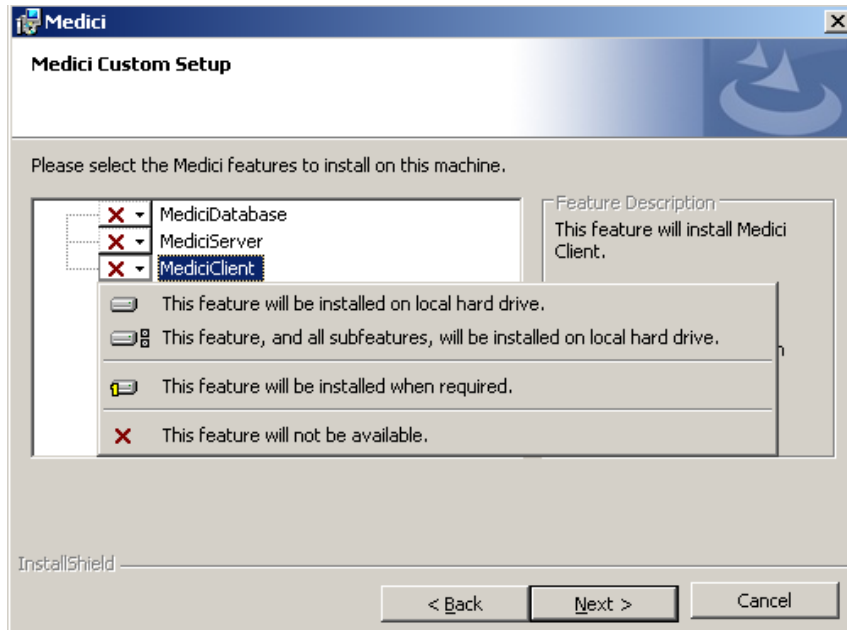 Medici
Medici Custom Setup
Please select the Medici features to install on this machine.
MediciDatabase
MediciServer
MediciClient
Feature Description
This feature will install Medici
Client.
This feature will be installed on local hard drive.
This feature, and all subfeatures, will be installed on local hard drive.
This feature will be installed when required.
This feature will not be available.
InstallShield
< Back
Next >
Cancel